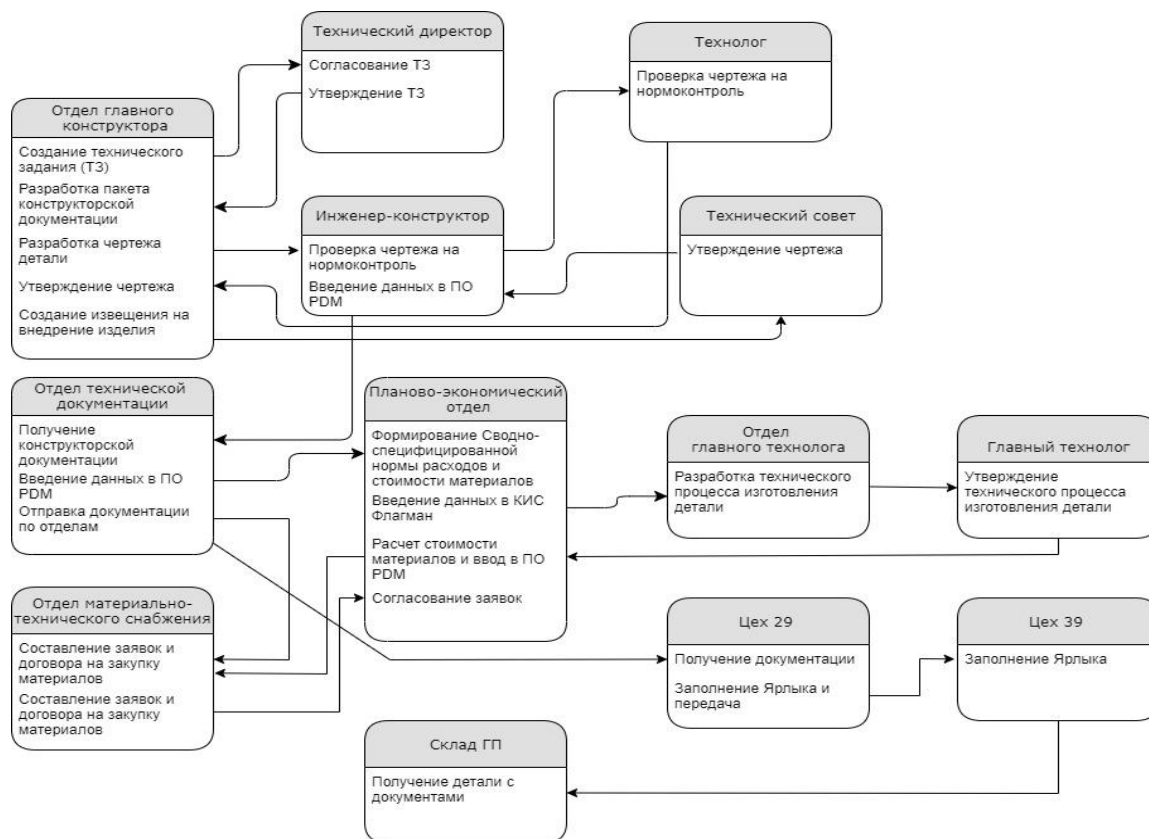 Технический директор
Согласование ТЗ
Утверждение ТЗ
Технолог
Проверка чертежа на
нормоконтроль
Отдел главного
конструктора
Создание технического
задания (ТЗ)
Разработка пакета
конструкторской
документации
Разработка чертежа
детали
Утверждение чертежа
Создание извещения на
внедрение изделия
Инженер-конструктор
Проверка чертежа на
нормоконтроль
Введение данных в ПО
PDM
Технический совет
Утверждение чертежа
Отдел технической
документации
Получение
конструкторской
документации
Введение данных в ПО
PDM
Отправка документации
по отделам
Планово-экономический
отдел
Формирование Сводно-
специфицированной
нормы расходов и
стоимости материалов
Введение данных в КИС
Флагман
Расчет стоимости
материалов и ввод в ПО
PDM
Согласование заявок
Отдел
главного технолога
Разработка технического
процесса изготовления
детали
Главный технолог
Утверждение
технического процесса
изготовления детали
Отдел материально-
технического снабжения
Составление заявок и
договора на закупку
материалов
Составление заявок и
договора на закупку
материалов
Цех 29
Получение документации
Заполнение Ярлыка и
передача
Цех 39
Заполнение Ярлыка
Склад ГП
Получение детали с
документами